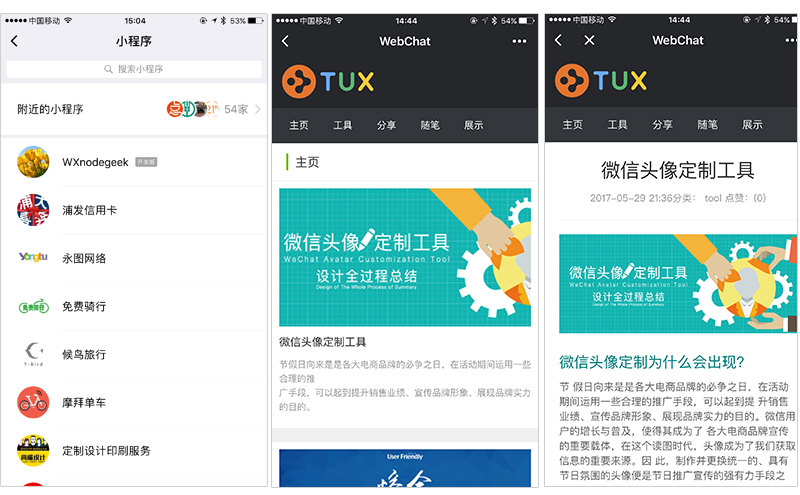 中国移动 15:04 53%
小程序
搜索小程序
附近的小程序 54家
WXnodegeek 开发版
浦发信用卡
Yongtu 永图网络
免费骑行 免费骑行
T-Bird 候鸟旅行
摩拜单车
定制设计印刷服务
中国移动 14:44 54%
WebChat
TUX
主页 工具 分享 随笔 展示
主页
微信头像定制工具
WeChat Avatar Customization Tool
设计全过程总结
Design of The Whole Process of Summary
微信头像定制工具
节假日向来是是各大电商品牌的必争之日，在活动期间运用一些
合理的推
广手段，可以起到提升销售业绩、宣传品牌形象、展现品牌实力
的目的。
User Friendly
中国移动 14:44 54%
WebChat
TUX
主页 工具 分享 随笔 展示
微信头像定制工具
2017-05-29 21:36分类： tool 点赞：(0)
微信头像定制工具
WeChat Avatar Customization Tool
设计全过程总结
Design of The Whole Process of Summary
微信头像定制为什么会出现?
节 假日向来是是各大电商品牌的必争之日，在活动
期间运用一些合理的推广手段，可以起到提 升销售
业绩、宣传品牌形象、展现品牌实力的目的。微信用
户的增长与普及，使得其成为了 各大电商品牌宣传
的重要载体，在这个读图时代，头像成为了我们获取
信息的重要来源。因 此，制作并更换统一的、具有
节日氛围的头像便是节日推广宣传的强有力手段之